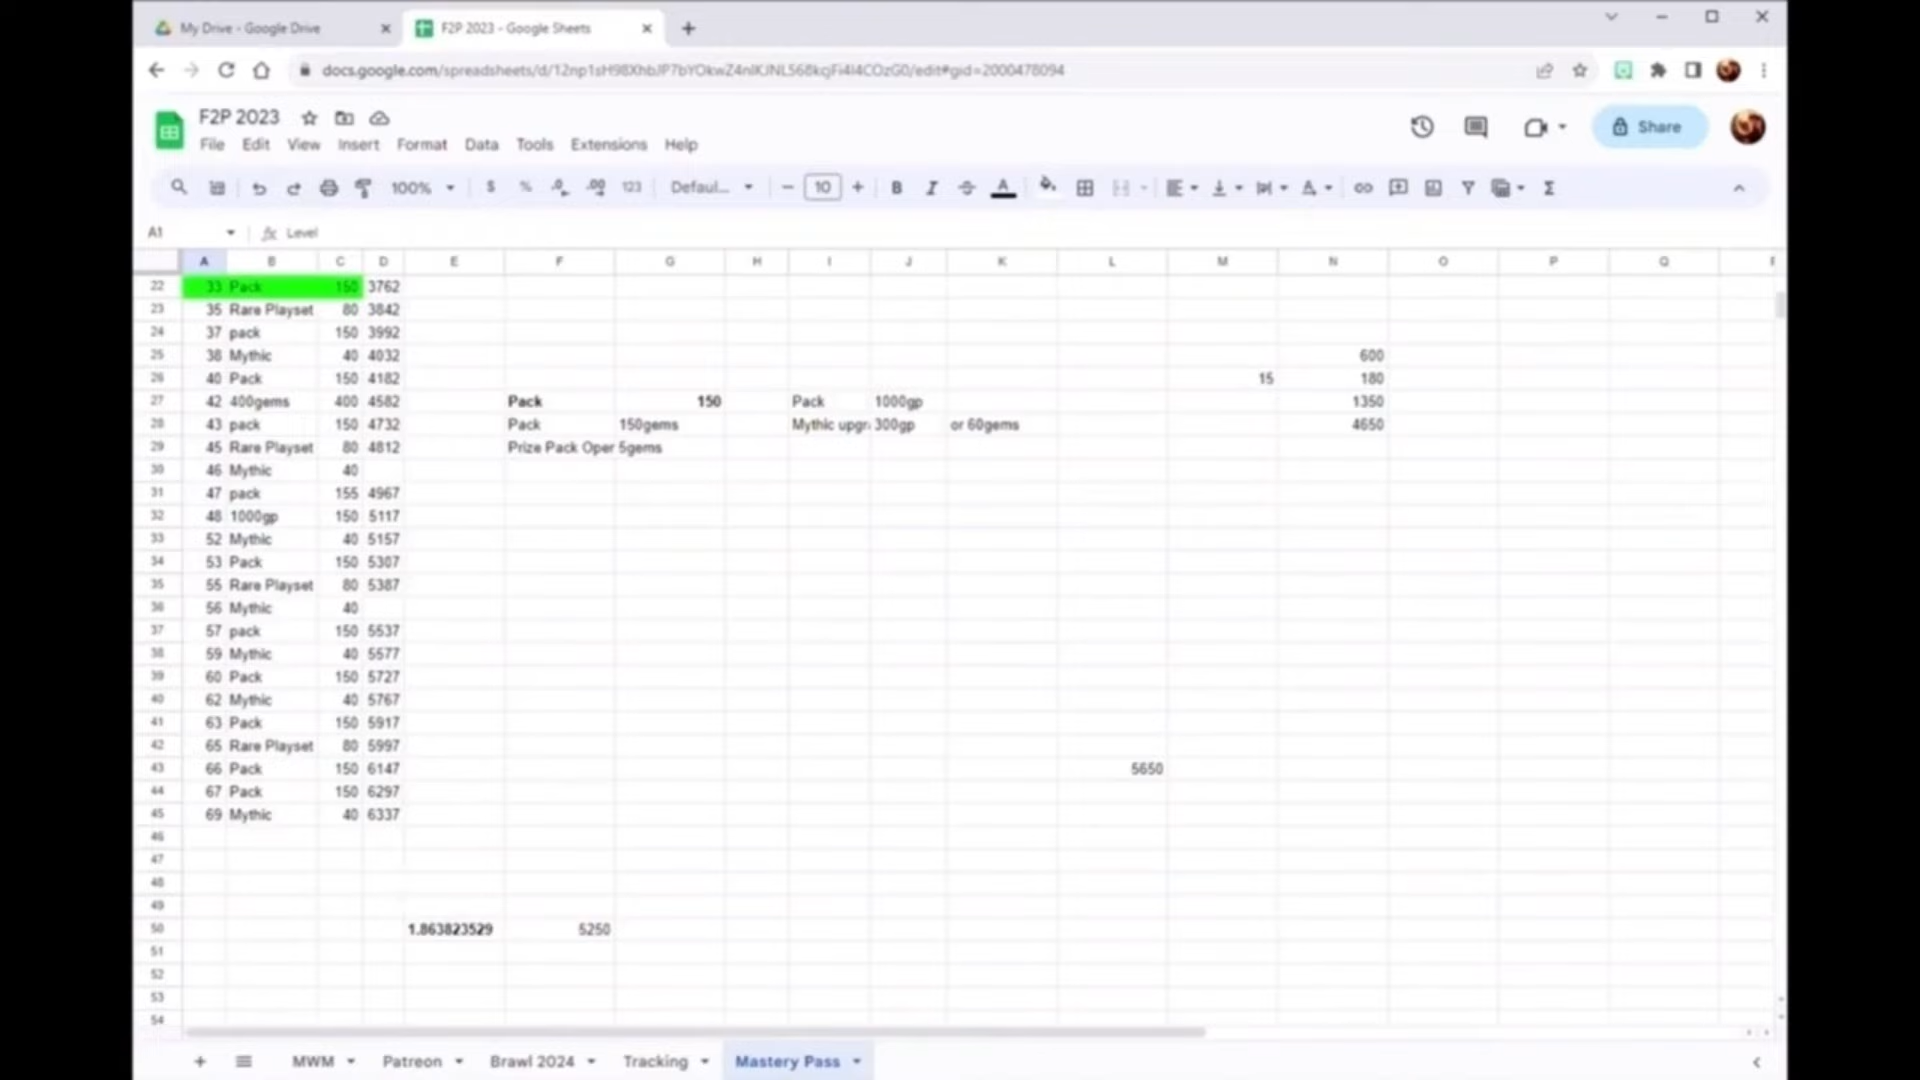 My Drive - Google Drive
F2P 2023 - Google Sheets
F2P 2023
File Edit View Insert Format Data Tools Extensions Help
Share
100% $ % .0 .00 123 Defaul... 10 B I A
A1 fx Level
A B C D E F G H I J K L M N O P Q
22 33 Pack 150 3762
23 35 Rare Playset 80 3842
24 37 pack 150 3992
25 38 Mythic 40 4032 600
26 40 Pack 150 4182 15 180
27 42 400gems 400 4582 Pack 150 Pack 1000gp 1350
28 43 pack 150 4732 Pack 150gems Mythic upgr 300gp or 60gems 4650
29 45 Rare Playset 80 4812 Prize Pack Oper 5gems
30 46 Mythic 40
31 47 pack 155 4967
32 48 1000gp 150 5117
33 52 Mythic 40 5157
34 53 Pack 150 5307
35 55 Rare Playset 80 5387
36 56 Mythic 40
37 57 pack 150 5537
38 59 Mythic 40 5577
39 60 Pack 150 5727
40 62 Mythic 40 5767
41 63 Pack 150 5917
42 65 Rare Playset 80 5997
43 66 Pack 150 6147 5650
44 67 Pack 150 6297
45 69 Mythic 40 6337
46
47
48
49
50 1.863823529 5250
51
52
53
54
MWM Patreon Brawl 2024 Tracking Mastery Pass